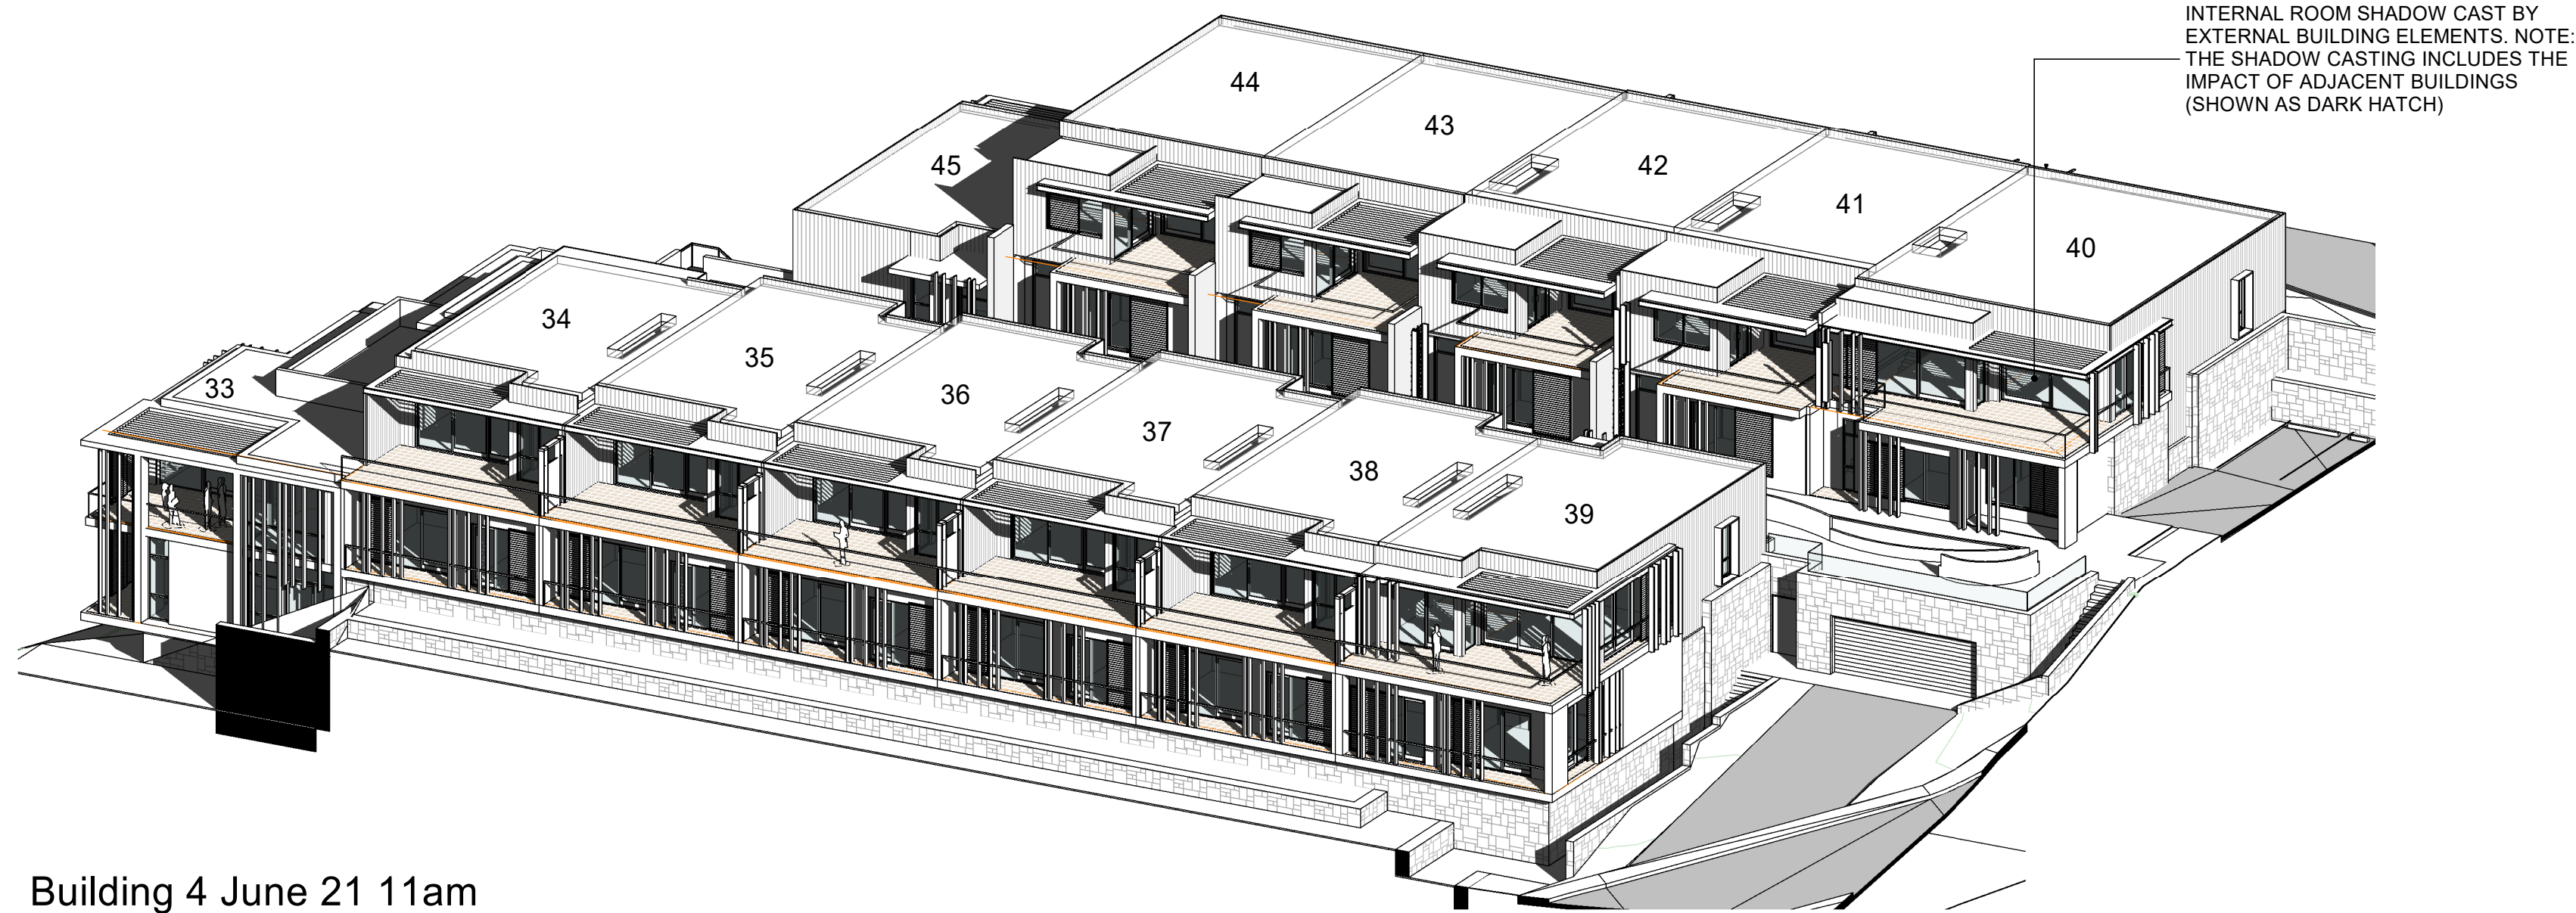 INTERNAL ROOM SHADOW CAST BY
EXTERNAL BUILDING ELEMENTS. NOTE:
THE SHADOW CASTING INCLUDES THE
IMPACT OF ADJACENT BUILDINGS
(SHOWN AS DARK HATCH)
44
43
45
42
41
40
34
35
33
36
37
38
39
Building 4 June 21 11am